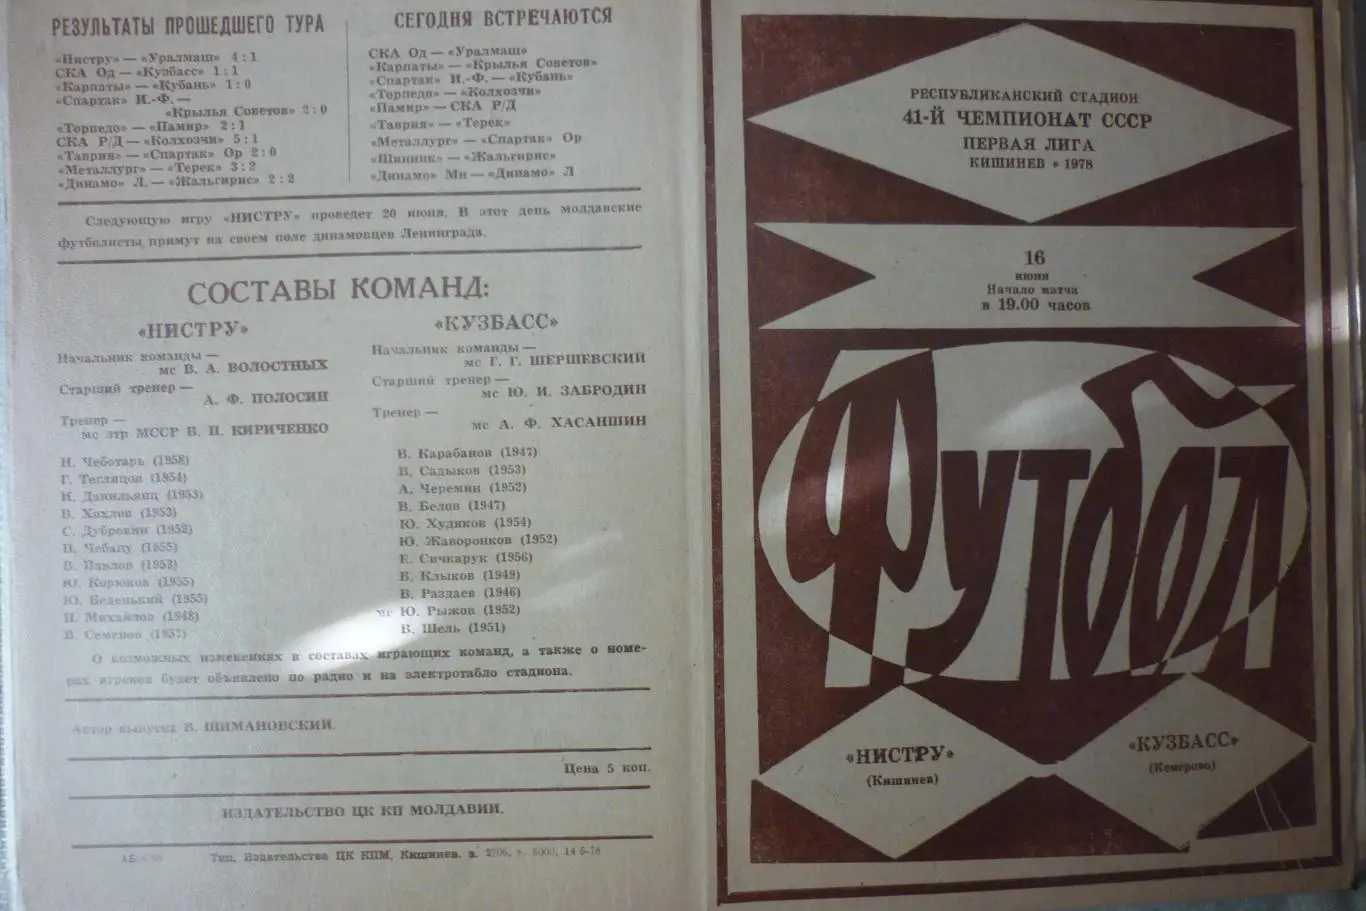 РЕЗУЛЬТАТЫ ПРОШЕДШЕГО ТУРА
«Нистру» — «Уралмаш» 4 : 1
СКА Од — «Кузбасс» 1 : 1
«Карпаты» — «Кубань» 1 : 0
«Спартак» И.-Ф. —
«Крылья Советов» 2 : 0
«Торпедо» — «Памир» 2 : 1
СКА Р/Д — «Колхозчи» 5 : 1
«Таврия» — «Спартак» Ор 2 : 0
«Металлург» — «Терек» 3 : 2
«Динамо» Л. — «Жальгирис» 2 : 2
СЕГОДНЯ ВСТРЕЧАЮТСЯ
СКА Од — «Уралмаш»
«Карпаты» — «Крылья Советов»
«Спартак» И.-Ф. — «Кубань»
«Торпедо» — «Колхозчи»
«Памир» — СКА Р/Д
«Таврия» — «Терек»
«Металлург» — «Спартак» Ор
«Шинник» — «Жальгирис»
«Динамо» Мн — «Динамо» Л
Следующую игру «НИСТРУ» проведет 20 июня. В этот день молдавские
футболисты примут на своем поле динамовцев Ленинграда.
СОСТАВЫ КОМАНД:
«НИСТРУ»
Начальник команды —
мс В. А. ВОЛОСТНЫХ
Старший тренер —
А. Ф. ПОЛОСИН
Тренер —
мс зтр МССР В. П. КИРИЧЕНКО
Н. Чеботарь (1958)
Г. Тегляцов (1954)
И. Данильянц (1953)
В. Хохлов (1953)
С. Дубровин (1952)
П. Чебану (1955)
В. Павлов (1952)
Ю. Корюков (1955)
Ю. Беленький (1955)
П. Михайлов (1948)
В. Семенов
«КУЗБАСС»
Начальник команды —
мс Г. Г. ШЕРШЕВСКИЙ
Старший тренер —
мс Ю. И. ЗАБРОДИН
Тренер —
мс А. Ф. ХАСАНШИН
В. Карабанов (1947)
В. Садыков (1953)
А. Черемин (1952)
В. Белов (1947)
Ю. Худяков (1954)
Ю. Жаворонков (1952)
Е. Сичкарук (1956)
В. Клыков (1949)
В. Раздаев (1946)
мс Ю. Рыжов (1952)
В. Шель (1951)
О возможных изменениях в составах играющих команд, а также о номе-
рах игроков будет объявлено по радио и на электротабло стадиона.
Автор выпуска В. ШИМАНОВСКИЙ.
Цена 5 коп.
ИЗДАТЕЛЬСТВО ЦК КП МОЛДАВИИ.
Тип. Издательства ЦК КПМ, Кишинев. з. 2706, т. 5000, 14 6-78
РЕСПУБЛИКАНСКИЙ СТАДИОН
41-Й ЧЕМПИОНАТ СССР
ПЕРВАЯ ЛИГА
КИШИНЕВ * 1978
16
июня
Начало матча
в 19.00 часов
ФУТБОЛ
«НИСТРУ»
(Кишинев)
«КУЗБАСС»
(Кемерово)